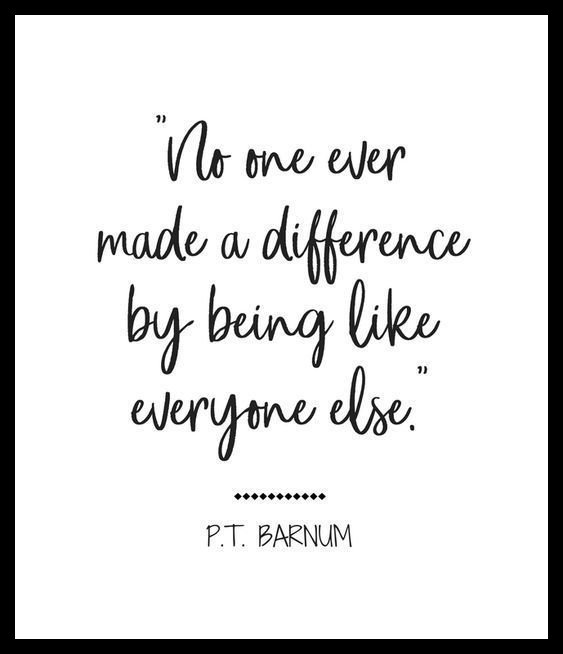 "No one ever
made a difference
by being like
everyone else."
P.T. BARNUM